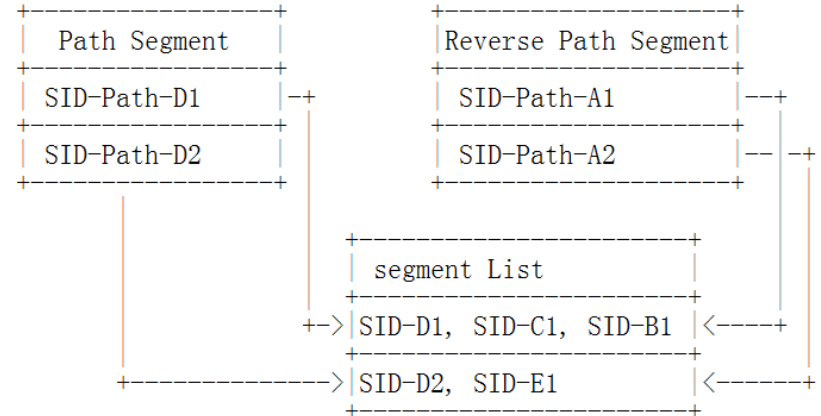 Path Segment
SID-Path-D1
SID-Path-D2
Reverse Path Segment
SID-Path-A1
SID-Path-A2
segment List
SID-D1, SID-C1, SID-B1
SID-D2, SID-E1